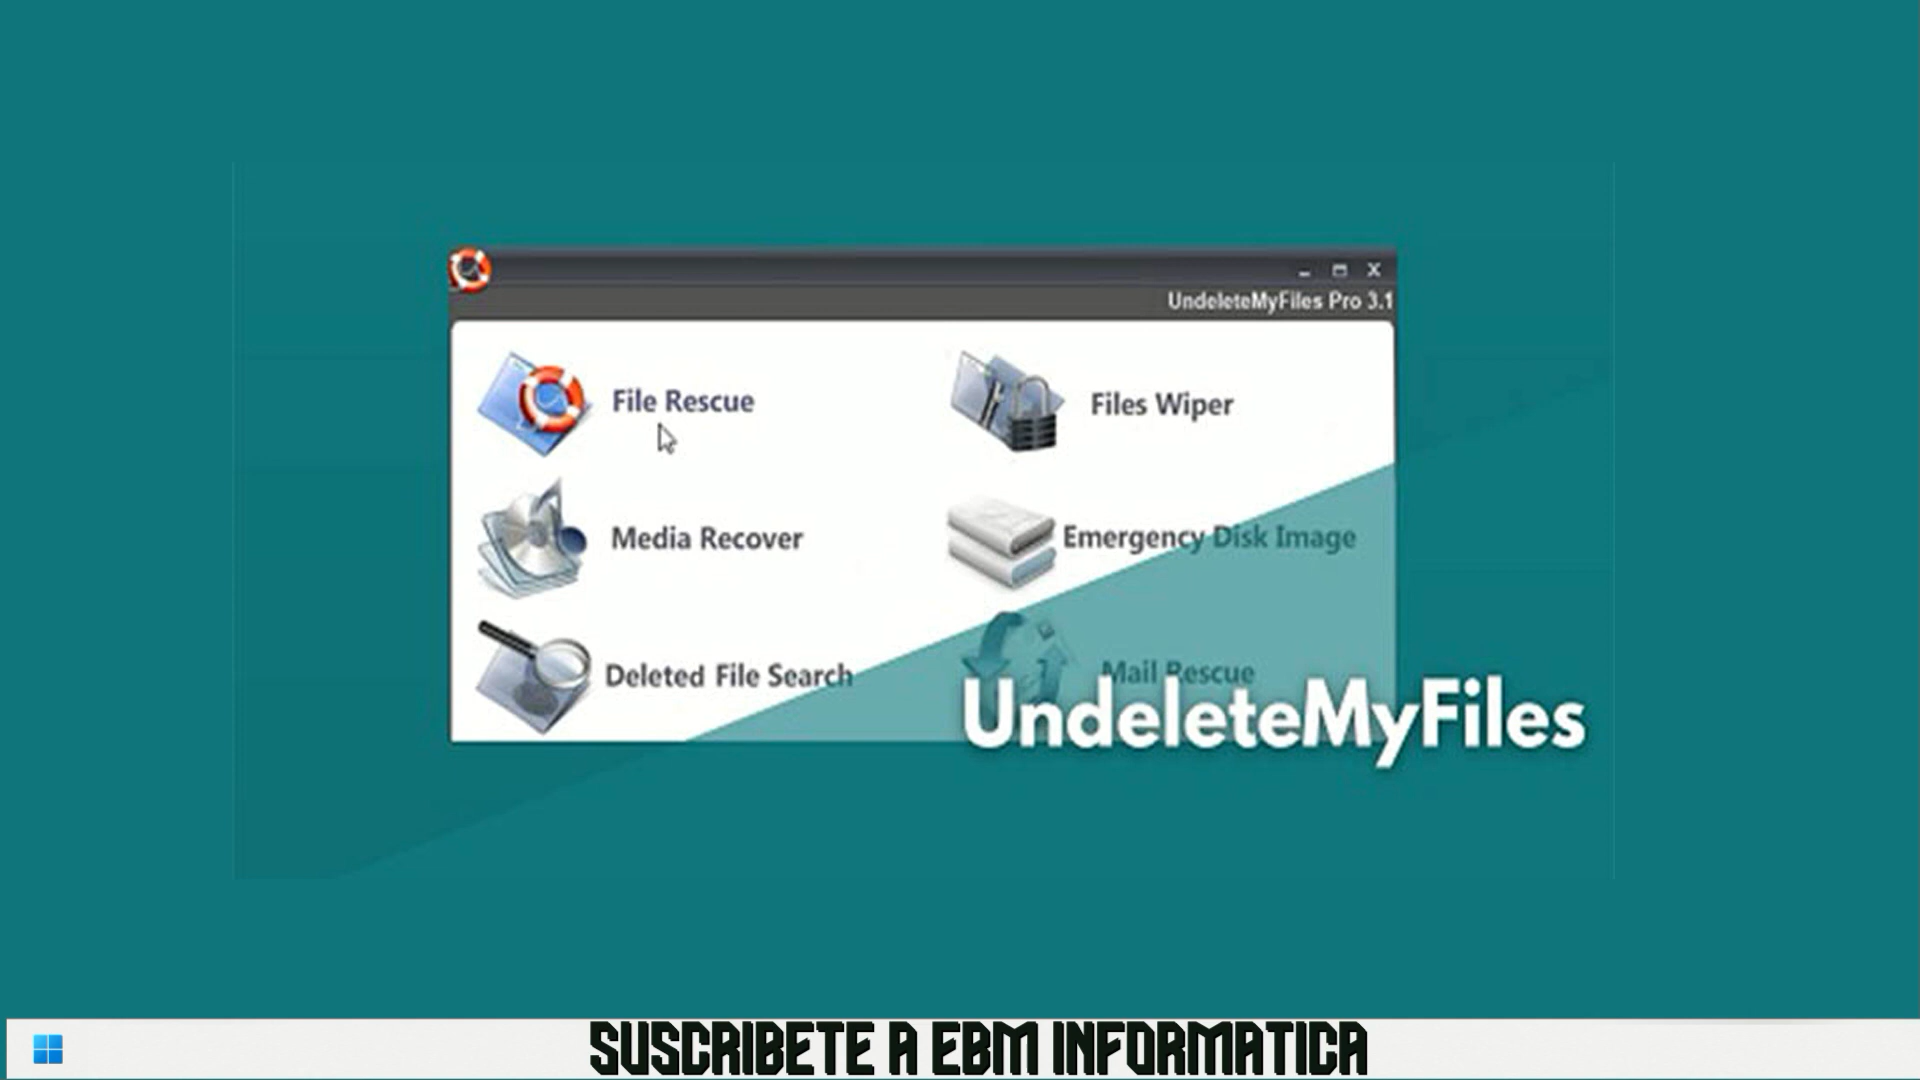 UndeleteMyFiles Pro 3.1
File Rescue
Files Wiper
Media Recover
Emergency Disk Image
Deleted File Search
Mail Rescue
UndeleteMyFiles
SUSCRIBETE A EBM INFORMATICA